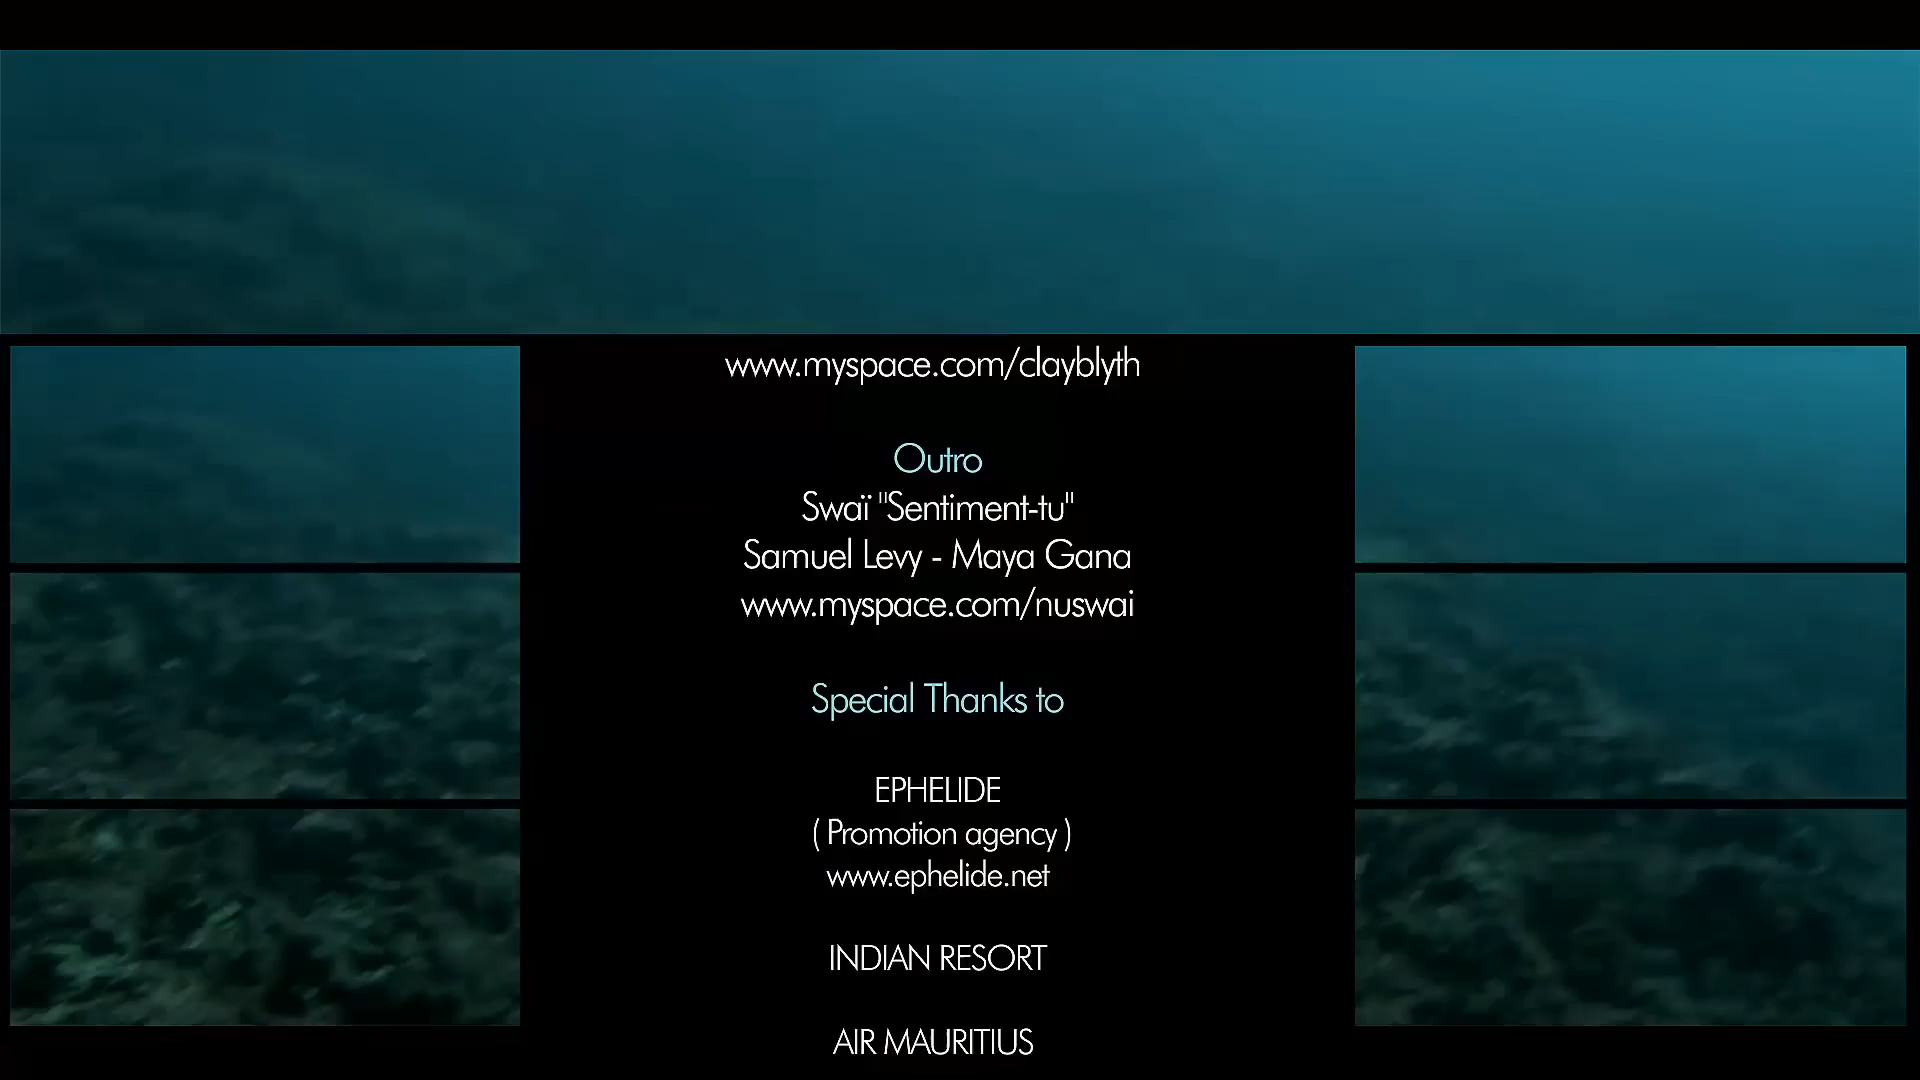 www.myspace.com/clayblyth
Outro
Swaï "Sentiment-tu"
Samuel Levy - Maya Gana
www.myspace.com/nuswai
Special Thanks to
EPHELIDE
( Promotion agency )
www.ephelide.net
INDIAN RESORT
AIR MAURITIUS